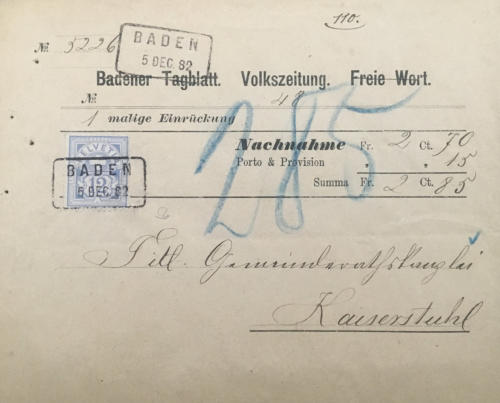 110.
№ 5226
BADEN
5 DEC. 82
Badener Tagblatt. Volkszeitung. Freie Wort.
№ 48
1 malige Einrückung
Nachnahme Fr. 2 Ct. 70
Porto & Provision " " 15
Summa Fr. 2 Ct. 85
285
HELVETIA
12
BADEN
5 DEC. 82
Titl. Gemeinderathskanzlei
Kaiserstuhl